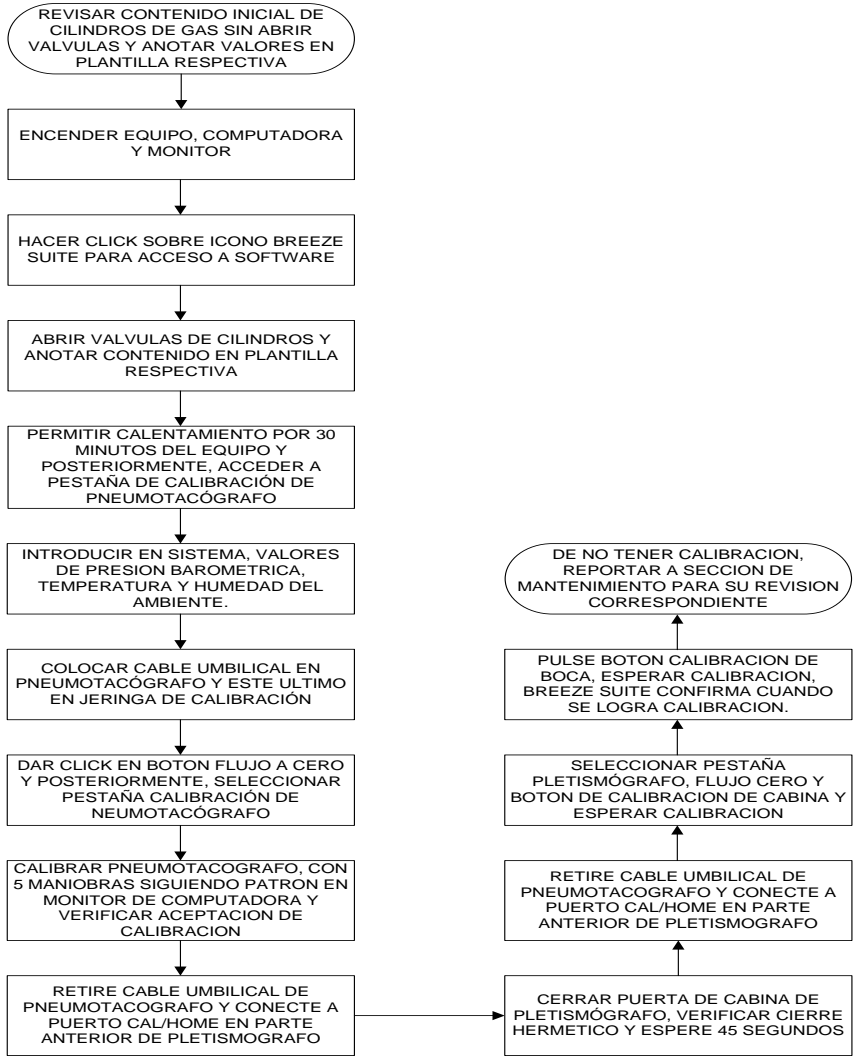 REVISAR CONTENIDO INICIAL DE
CILINDROS DE GAS SIN ABRIR
VALVULAS Y ANOTAR VALORES EN
PLANTILLA RESPECTIVA
ENCENDER EQUIPO, COMPUTADORA
Y MONITOR
HACER CLICK SOBRE ICONO BREEZE
SUITE PARA ACCESO A SOFTWARE
ABRIR VALVULAS DE CILINDROS Y
ANOTAR CONTENIDO EN PLANTILLA
RESPECTIVA
PERMITIR CALENTAMIENTO POR 30
MINUTOS DEL EQUIPO Y
POSTERIORMENTE, ACCEDER A
PESTAÑA DE CALIBRACIÓN DE
PNEUMOTACÓGRAFO
INTRODUCIR EN SISTEMA, VALORES
DE PRESION BAROMETRICA,
TEMPERATURA Y HUMEDAD DEL
AMBIENTE.
COLOCAR CABLE UMBILICAL EN
PNEUMOTACÓGRAFO Y ESTE ULTIMO
EN JERINGA DE CALIBRACIÓN
DAR CLICK EN BOTON FLUJO A CERO
Y POSTERIORMENTE, SELECCIONAR
PESTAÑA CALIBRACIÓN DE
NEUMOTACÓGRAFO
CALIBRAR PNEUMOTACOGRAFO, CON
5 MANIOBRAS SIGUIENDO PATRON EN
MONITOR DE COMPUTADORA Y
VERIFICAR ACEPTACION DE
CALIBRACION
RETIRE CABLE UMBILICAL DE
PNEUMOTACOGRAFO Y CONECTE A
PUERTO CAL/HOME EN PARTE
ANTERIOR DE PLETISMOGRAFO
CERRAR PUERTA DE CABINA DE
PLETISMÓGRAFO, VERIFICAR CIERRE
HERMETICO Y ESPERE 45 SEGUNDOS
RETIRE CABLE UMBILICAL DE
PNEUMOTACOGRAFO Y CONECTE A
PUERTO CAL/HOME EN PARTE
ANTERIOR DE PLETISMOGRAFO
SELECCIONAR PESTAÑA
PLETISMÓGRAFO, FLUJO CERO Y
BOTON DE CALIBRACION DE CABINA Y
ESPERAR CALIBRACION
PULSE BOTON CALIBRACION DE
BOCA, ESPERAR CALIBRACION,
BREEZE SUITE CONFIRMA CUANDO
SE LOGRA CALIBRACION.
DE NO TENER CALIBRACION,
REPORTAR A SECCION DE
MANTENIMIENTO PARA SU REVISION
CORRESPONDIENTE